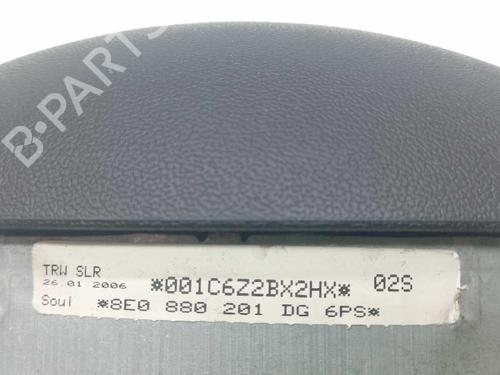 B-PARTS
TRW SLR
26.01.2006 *001C6Z2BX2HX* 02S
Soul *8E0 880 201 DG 6PS*